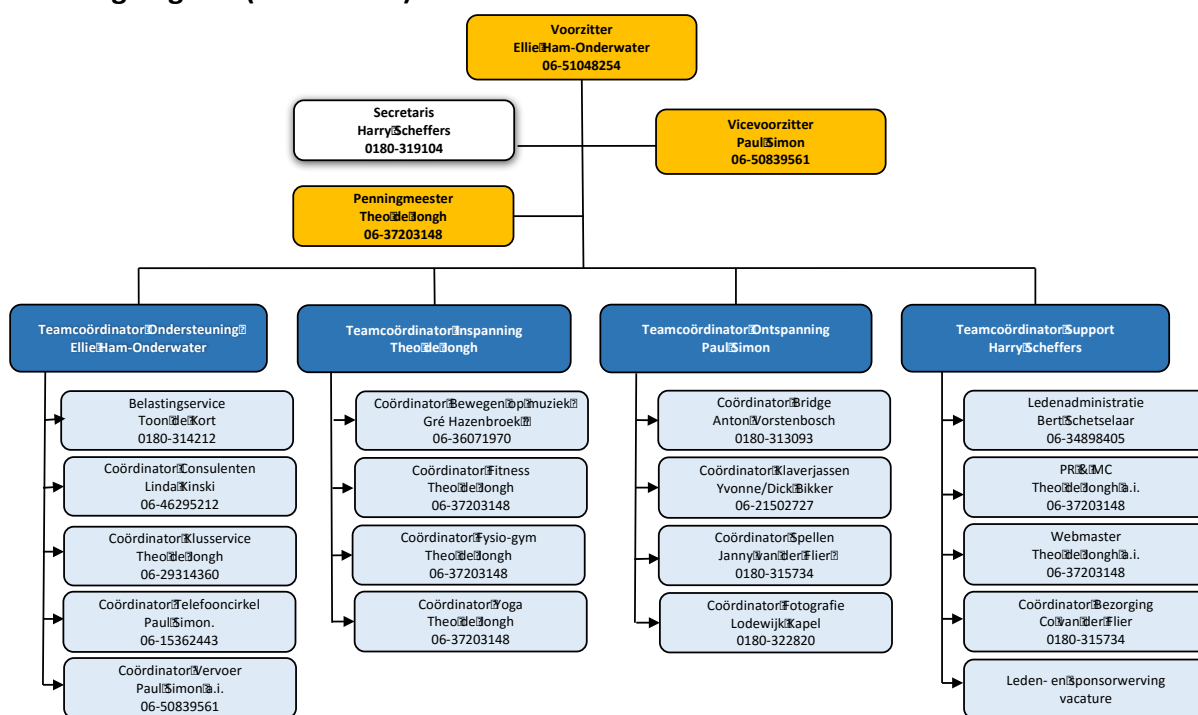 Voorzitter
Ellie Ham-Onderwater
06-51048254
Secretaris
Harry Scheffers
0180-319104
Vicevoorzitter
Paul Simon
06-50839561
Penningmeester
Theo de Jongh
06-37203148
Teamcoördinator Ondersteuning
Ellie Ham-Onderwater
Teamcoördinator Inspanning
Theo de Jongh
Teamcoördinator Ontspanning
Paul Simon
Teamcoördinator Support
Harry Scheffers
Belastingservice
Toon de Kort
0180-314212
Coördinator Consulenten
Linda Kinski
06-46295212
Coördinator Klusservice
Theo de Jongh
06-29314360
Coördinator Telefooncirkel
Paul Simon.
06-15362443
Coördinator Vervoer
Paul Simon a.i.
06-50839561
Coördinator Bewegen op muziek
Gré Hazenbroek
06-36071970
Coördinator Fitness
Theo de Jongh
06-37203148
Coördinator Fysio-gym
Theo de Jongh
06-37203148
Coördinator Yoga
Theo de Jongh
06-37203148
Coördinator Bridge
Anton Vorstenbosch
0180-313093
Coördinator Klaverjassen
Yvonne/Dick Bikker
06-21502727
Coördinator Spellen
Janny van der Flier
0180-315734
Coördinator Fotografie
Lodewijk Kapel
0180-322820
Ledenadministratie
Bert Schetselaar
06-34898405
PR & MC
Theo de Jongh a.i.
06-37203148
Webmaster
Theo de Jongh a.i.
06-37203148
Coördinator Bezorging
Co van der Flier
0180-315734
Leden- en sponsorwerving
vacature